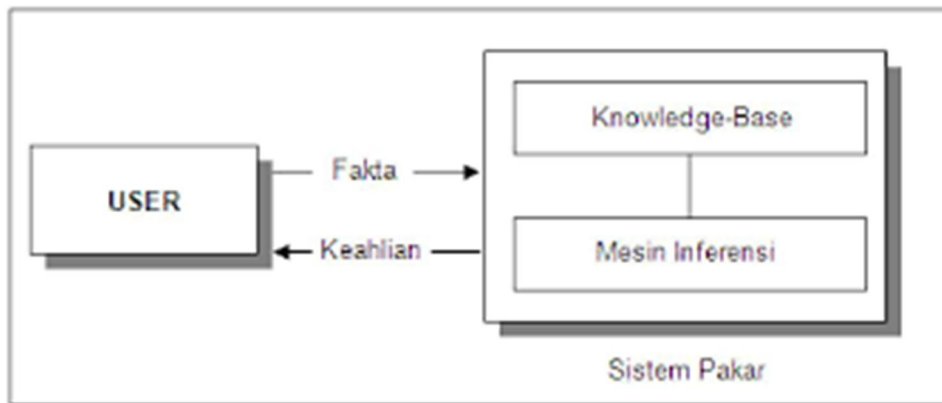 Knowledge-Base
USER
Fakta
Keahlian
Mesin Inferensi
Sistem Pakar